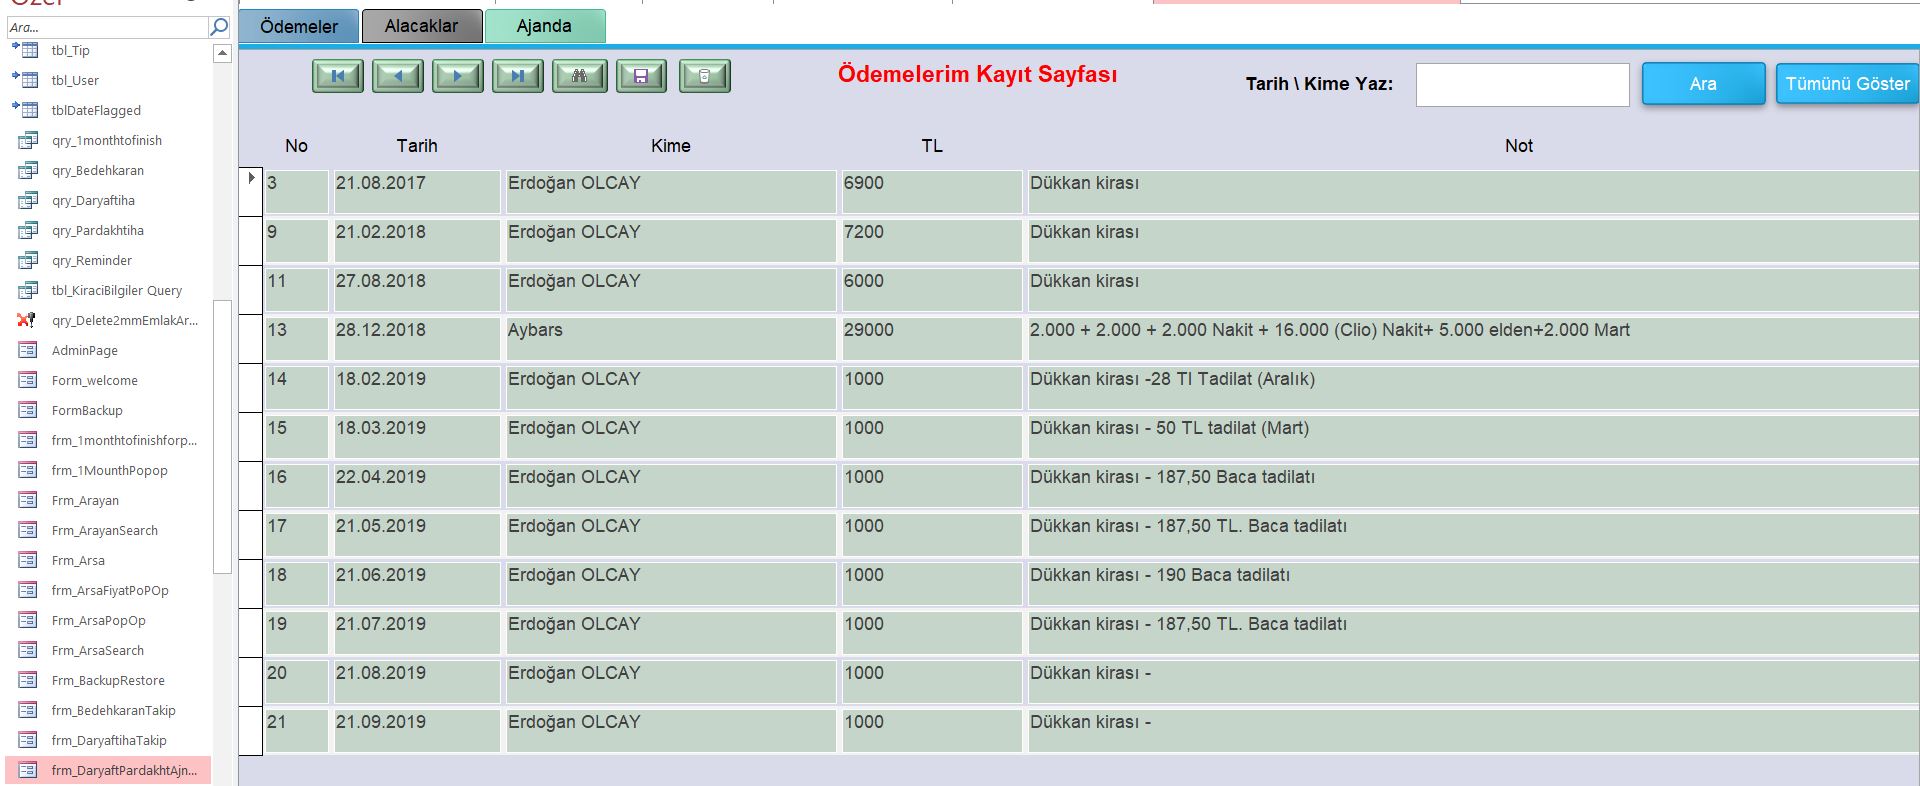 Özel
Ara...
tbl_Tip
tbl_User
tblDateFlagged
qry_1monthtofinish
qry_Bedehkaran
qry_Daryaftiha
qry_Pardakhtiha
qry_Reminder
tbl_KiraciBilgiler Query
qry_Delete2mmEmlakAr...
AdminPage
Form_welcome
FormBackup
frm_1monthtofinishforp...
frm_1MounthPopop
Frm_Arayan
Frm_ArayanSearch
Frm_Arsa
frm_ArsaFiyatPoPOp
Frm_ArsaPopOp
Frm_ArsaSearch
Frm_BackupRestore
frm_BedehkaranTakip
frm_DaryaftihaTakip
frm_DaryaftPardakhtAjn...
Ödemeler Alacaklar Ajanda
Ödemelerim Kayıt Sayfası
Tarih \ Kime Yaz: Ara Tümünü Göster
No Tarih Kime TL Not
3 21.08.2017 Erdoğan OLCAY 6900 Dükkan kirası
9 21.02.2018 Erdoğan OLCAY 7200 Dükkan kirası
11 27.08.2018 Erdoğan OLCAY 6000 Dükkan kirası
13 28.12.2018 Aybars 29000 2.000 + 2.000 + 2.000 Nakit + 16.000 (Clio) Nakit+ 5.000 elden+2.000 Mart
14 18.02.2019 Erdoğan OLCAY 1000 Dükkan kirası -28 Tl Tadilat (Aralık)
15 18.03.2019 Erdoğan OLCAY 1000 Dükkan kirası - 50 TL tadilat (Mart)
16 22.04.2019 Erdoğan OLCAY 1000 Dükkan kirası - 187,50 Baca tadilatı
17 21.05.2019 Erdoğan OLCAY 1000 Dükkan kirası - 187,50 TL. Baca tadilatı
18 21.06.2019 Erdoğan OLCAY 1000 Dükkan kirası - 190 Baca tadilatı
19 21.07.2019 Erdoğan OLCAY 1000 Dükkan kirası - 187,50 TL. Baca tadilatı
20 21.08.2019 Erdoğan OLCAY 1000 Dükkan kirası -
21 21.09.2019 Erdoğan OLCAY 1000 Dükkan kirası -